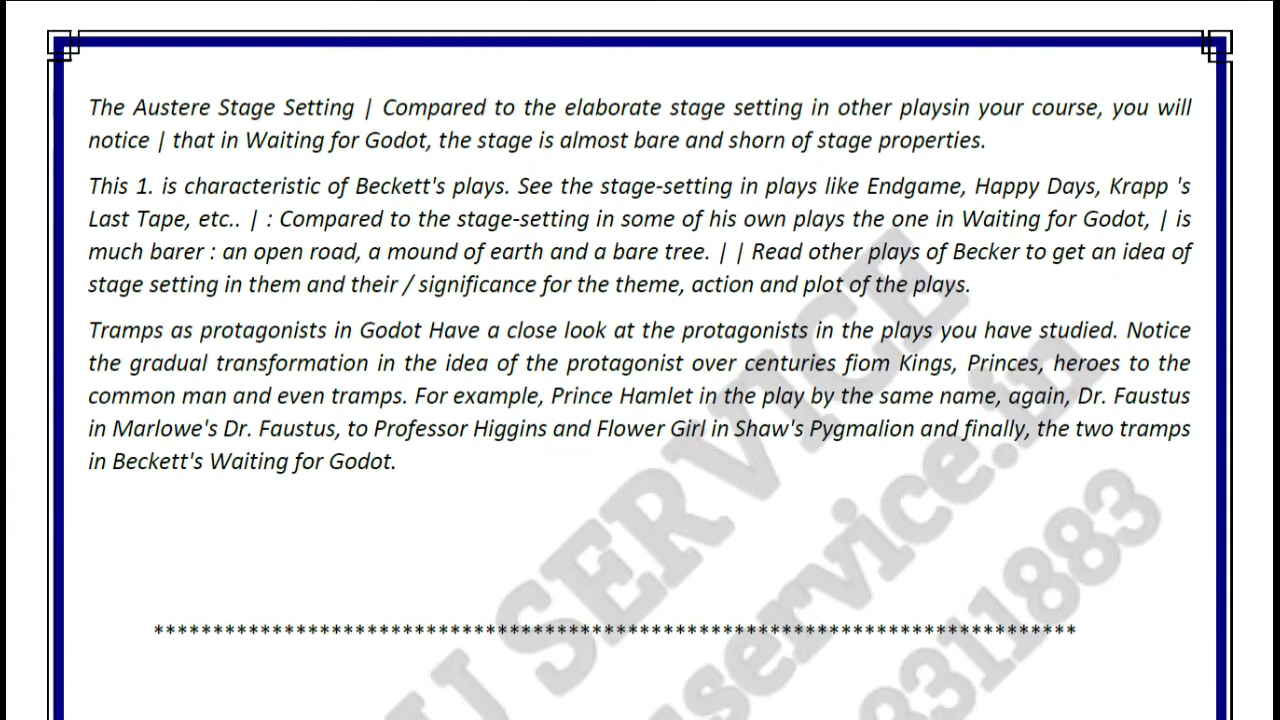 The Austere Stage Setting | Compared to the elaborate stage setting in other playsin your course, you will
notice | that in Waiting for Godot, the stage is almost bare and shorn of stage properties.
This 1. is characteristic of Beckett's plays. See the stage-setting in plays like Endgame, Happy Days, Krapp 's
Last Tape, etc.. | : Compared to the stage-setting in some of his own plays the one in Waiting for Godot, | is
much barer : an open road, a mound of earth and a bare tree. | | Read other plays of Becker to get an idea of
stage setting in them and their / significance for the theme, action and plot of the plays.
Tramps as protagonists in Godot Have a close look at the protagonists in the plays you have studied. Notice
the gradual transformation in the idea of the protagonist over centuries fiom Kings, Princes, heroes to the
common man and even tramps. For example, Prince Hamlet in the play by the same name, again, Dr. Faustus
in Marlowe's Dr. Faustus, to Professor Higgins and Flower Girl in Shaw's Pygmalion and finally, the two tramps
in Beckett's Waiting for Godot.
******************************************************************************
U SERVICE
uservice.in
8311883